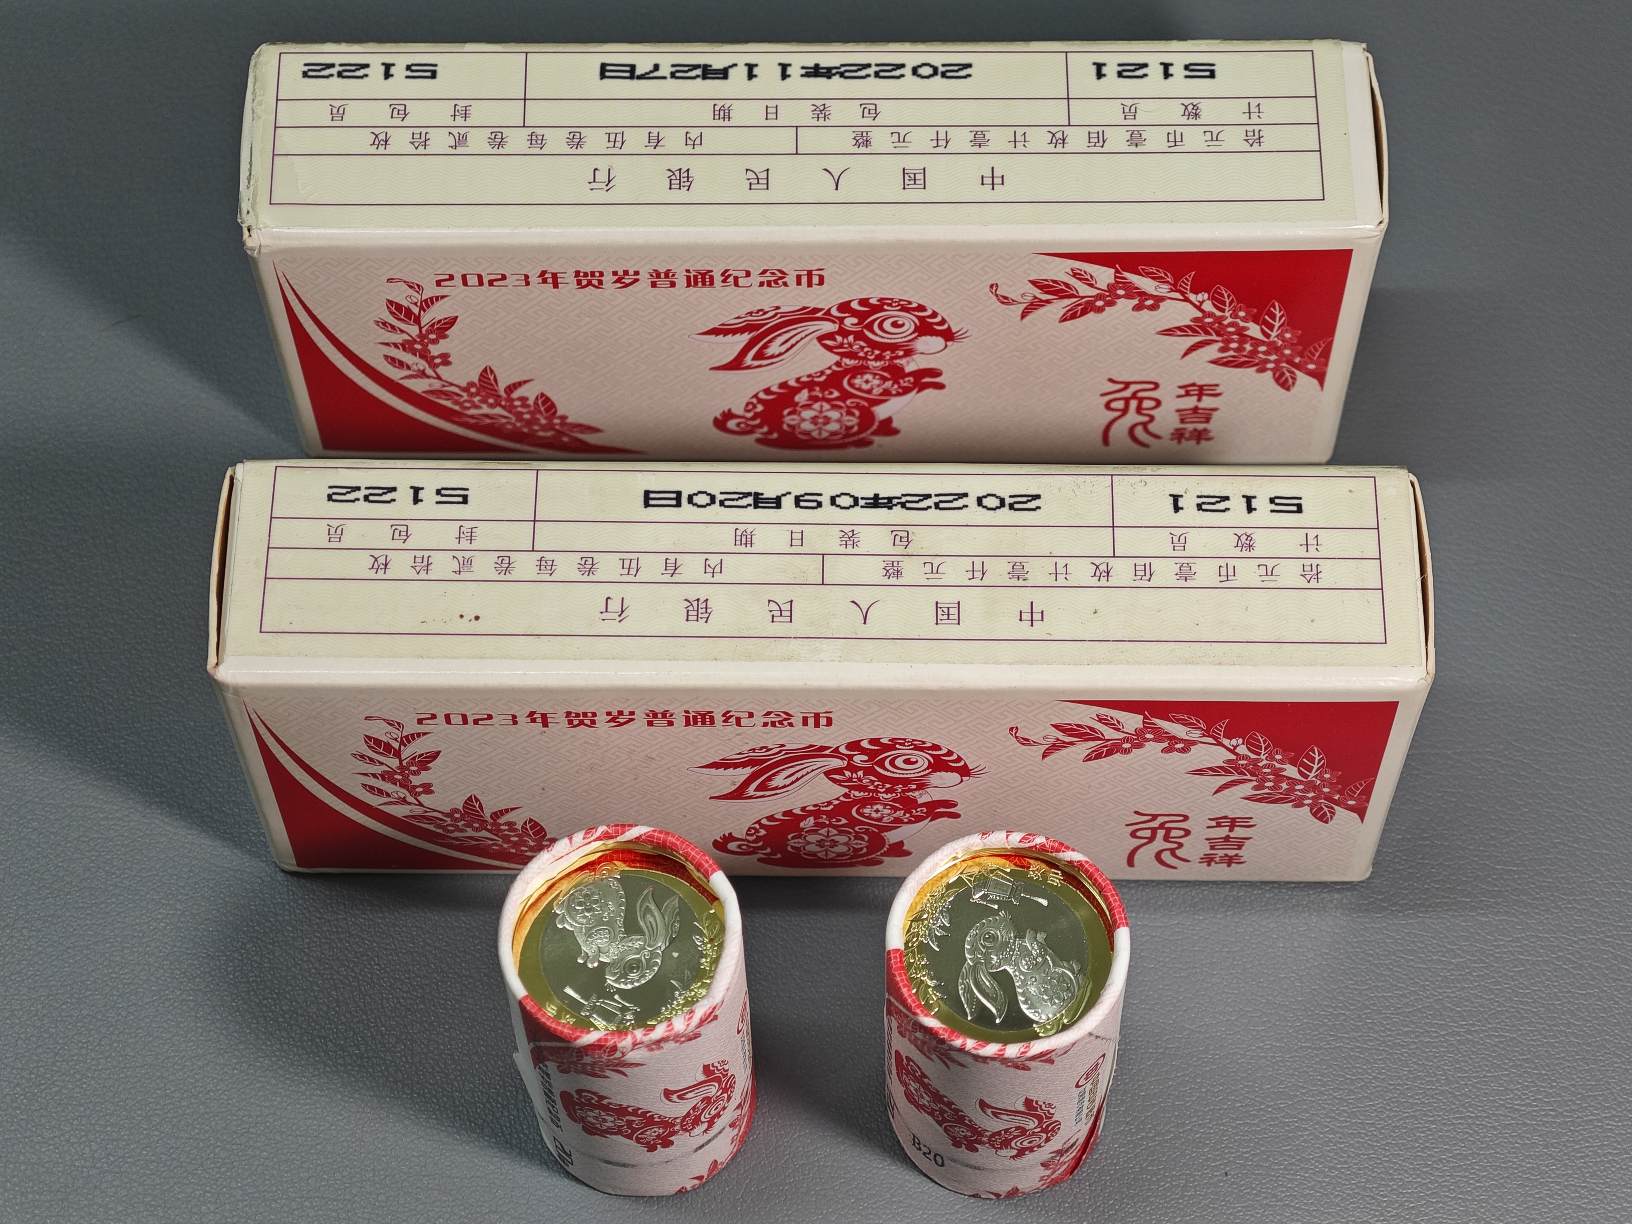 中国人民银行
拾元币壹佰枚计壹仟元整 内有伍卷每卷贰拾枚
计数员 包装日期 封包员
5121 2022年11月27日 5122
2023年贺岁普通纪念币
兔年吉祥
中国人民银行
拾元币壹佰枚计壹仟元整 内有伍卷每卷贰拾枚
计数员 包装日期 封包员
5121 2022年09月20日 5122
2023年贺岁普通纪念币
兔年吉祥
B20